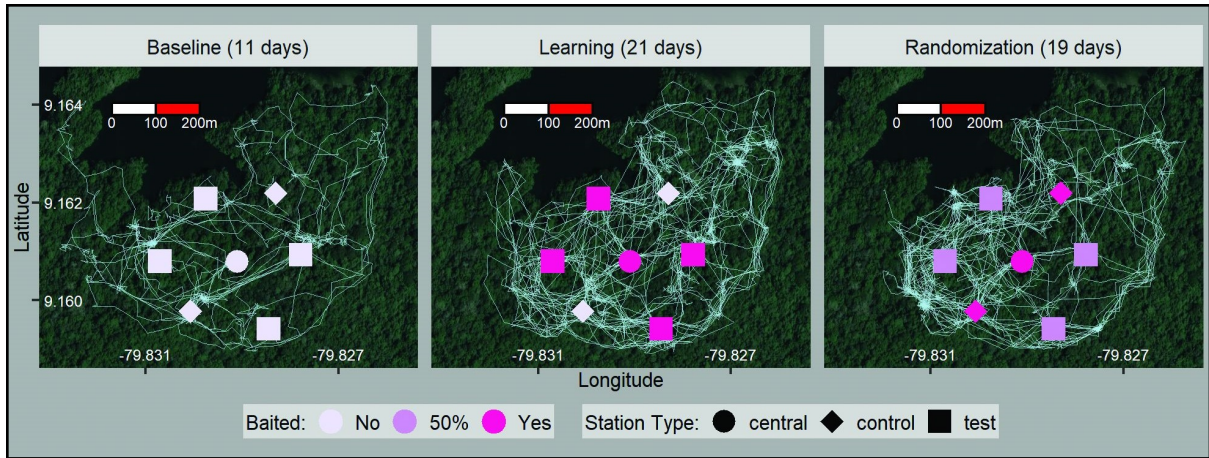 Baseline (11 days)
Learning (21 days)
Randomization (19 days)
Latitude
9.164
9.162
9.160
0 100 200m
0 100 200m
0 100 200m
-79.831 -79.827
-79.831 -79.827
-79.831 -79.827
Longitude
Baited: No 50% Yes
Station Type: central control test